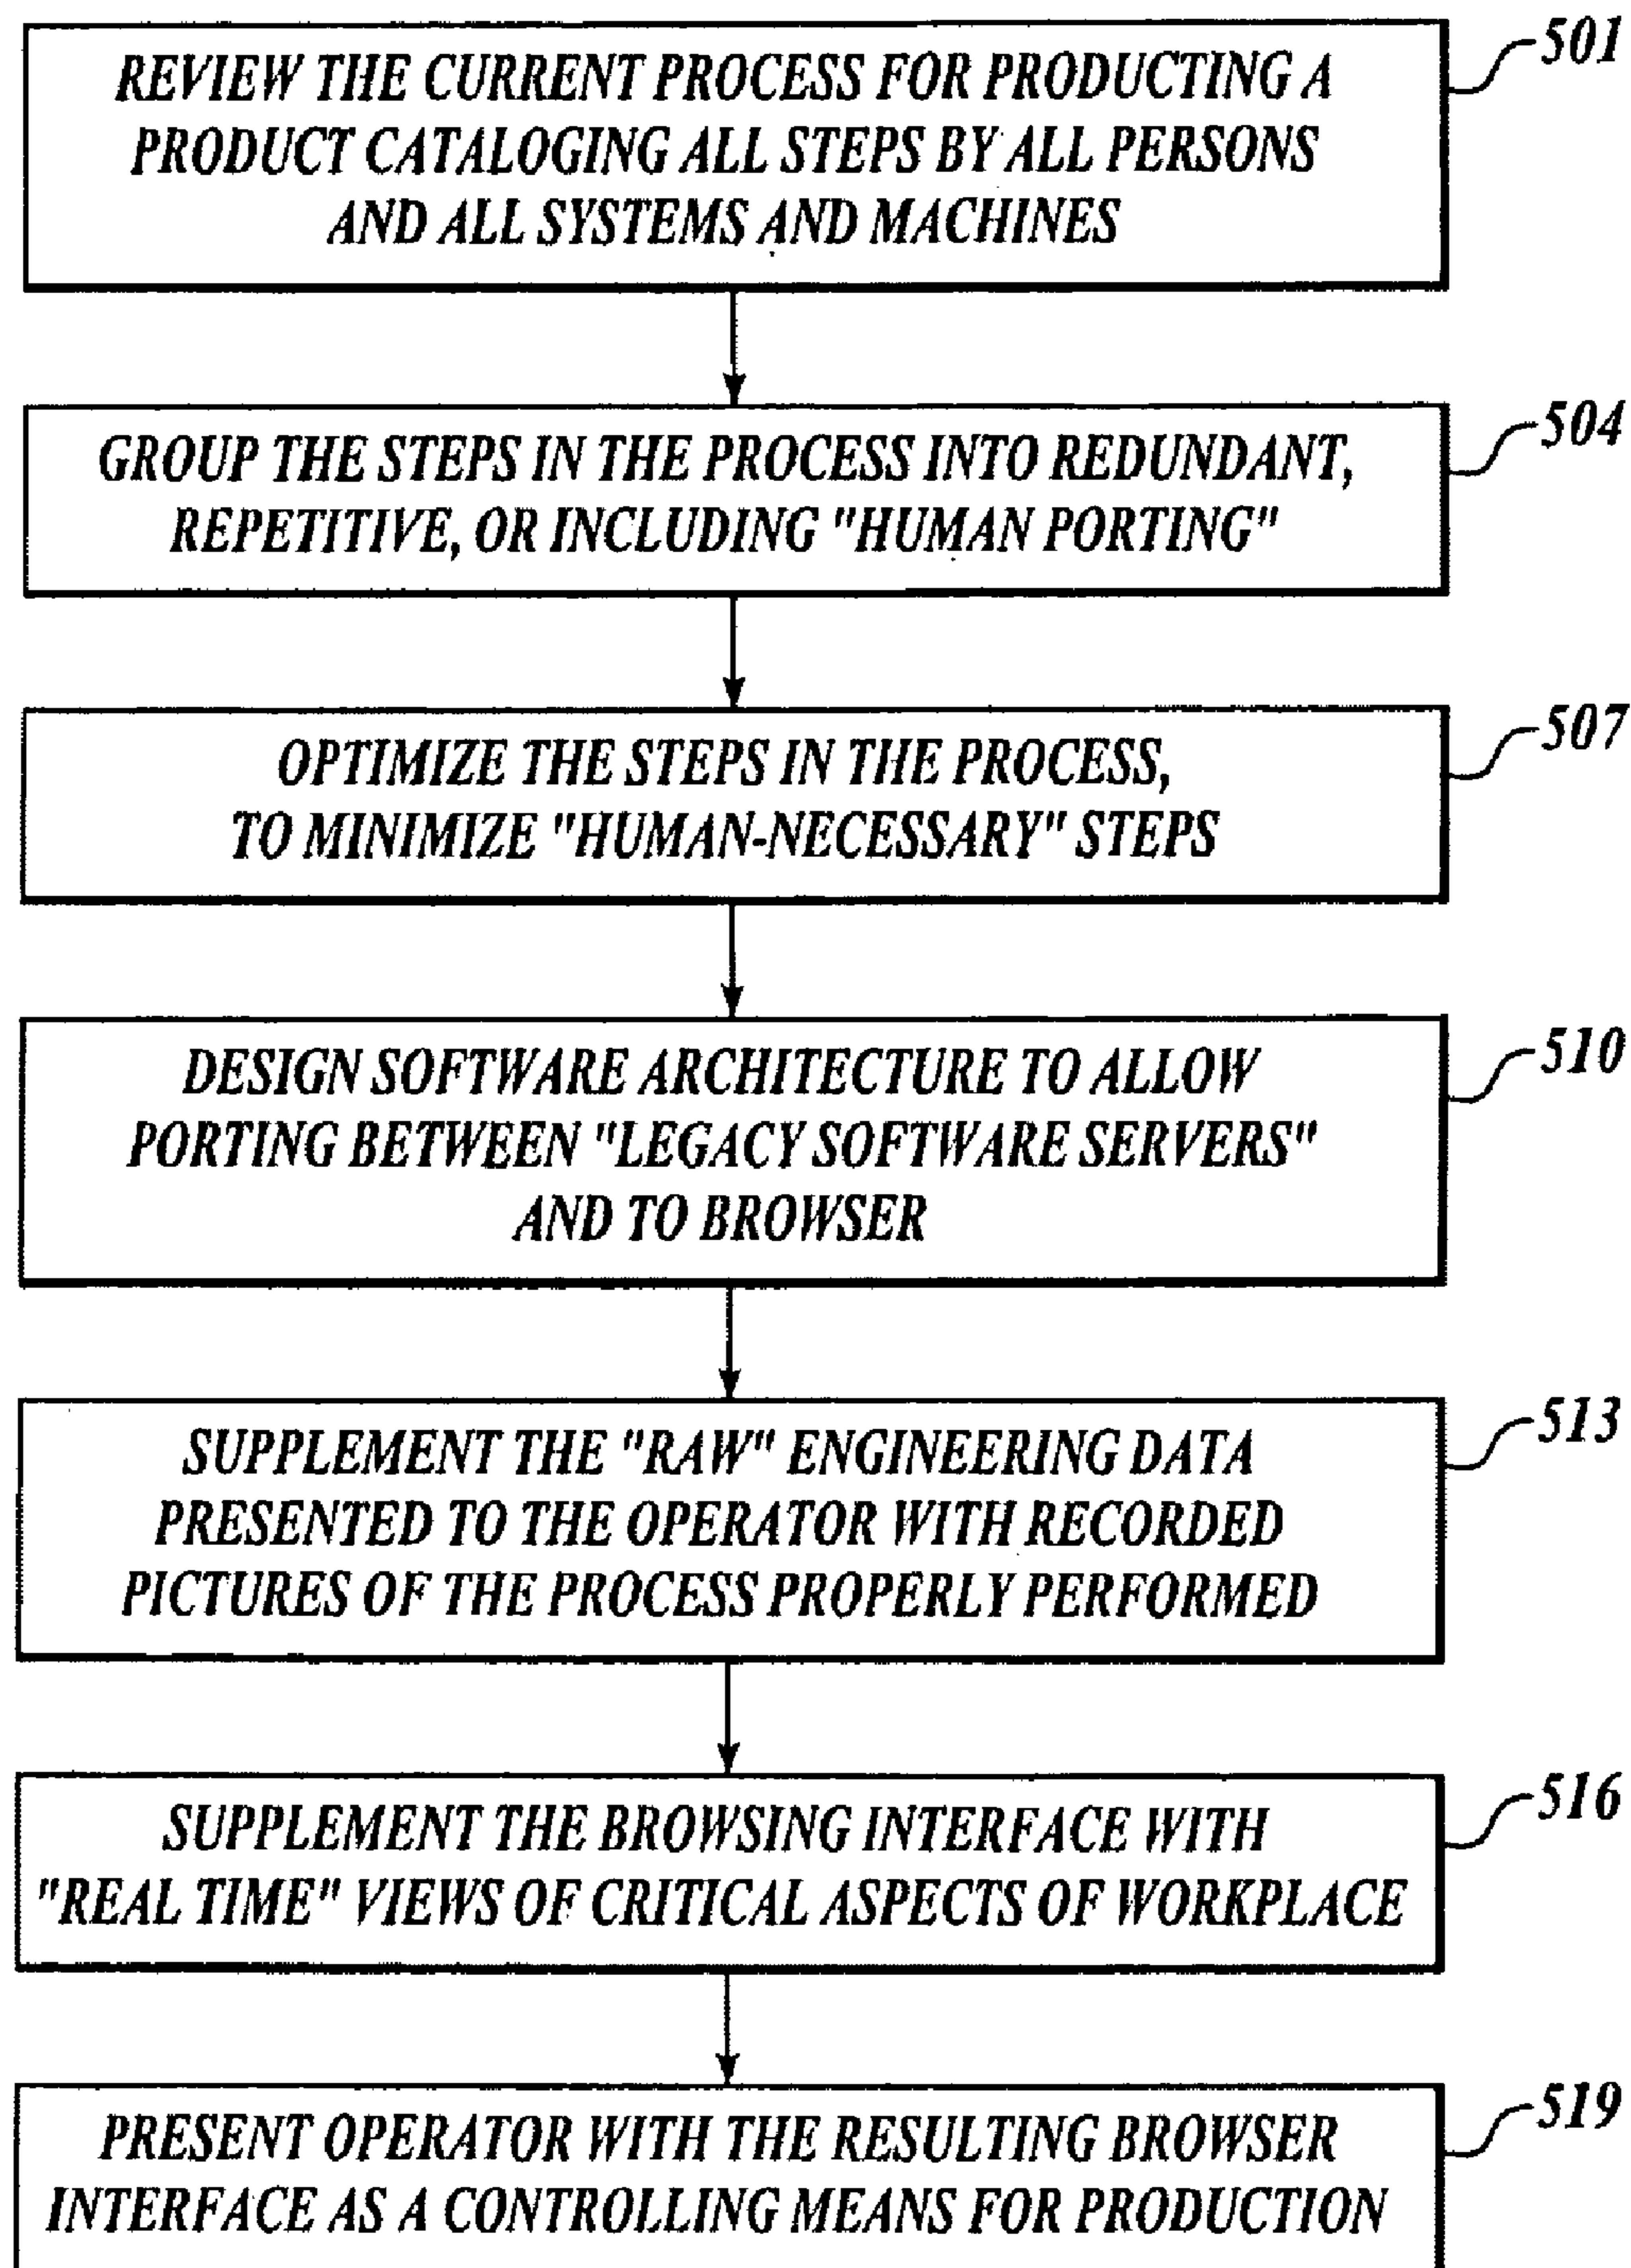 REVIEW THE CURRENT PROCESS FOR PRODUCTING A
PRODUCT CATALOGING ALL STEPS BY ALL PERSONS
AND ALL SYSTEMS AND MACHINES
501
GROUP THE STEPS IN THE PROCESS INTO REDUNDANT,
REPETITIVE, OR INCLUDING "HUMAN PORTING"
504
OPTIMIZE THE STEPS IN THE PROCESS,
TO MINIMIZE "HUMAN-NECESSARY" STEPS
507
DESIGN SOFTWARE ARCHITECTURE TO ALLOW
PORTING BETWEEN "LEGACY SOFTWARE SERVERS"
AND TO BROWSER
510
SUPPLEMENT THE "RAW" ENGINEERING DATA
PRESENTED TO THE OPERATOR WITH RECORDED
PICTURES OF THE PROCESS PROPERLY PERFORMED
513
SUPPLEMENT THE BROWSING INTERFACE WITH
"REAL TIME" VIEWS OF CRITICAL ASPECTS OF WORKPLACE
516
PRESENT OPERATOR WITH THE RESULTING BROWSER
INTERFACE AS A CONTROLLING MEANS FOR PRODUCTION
519